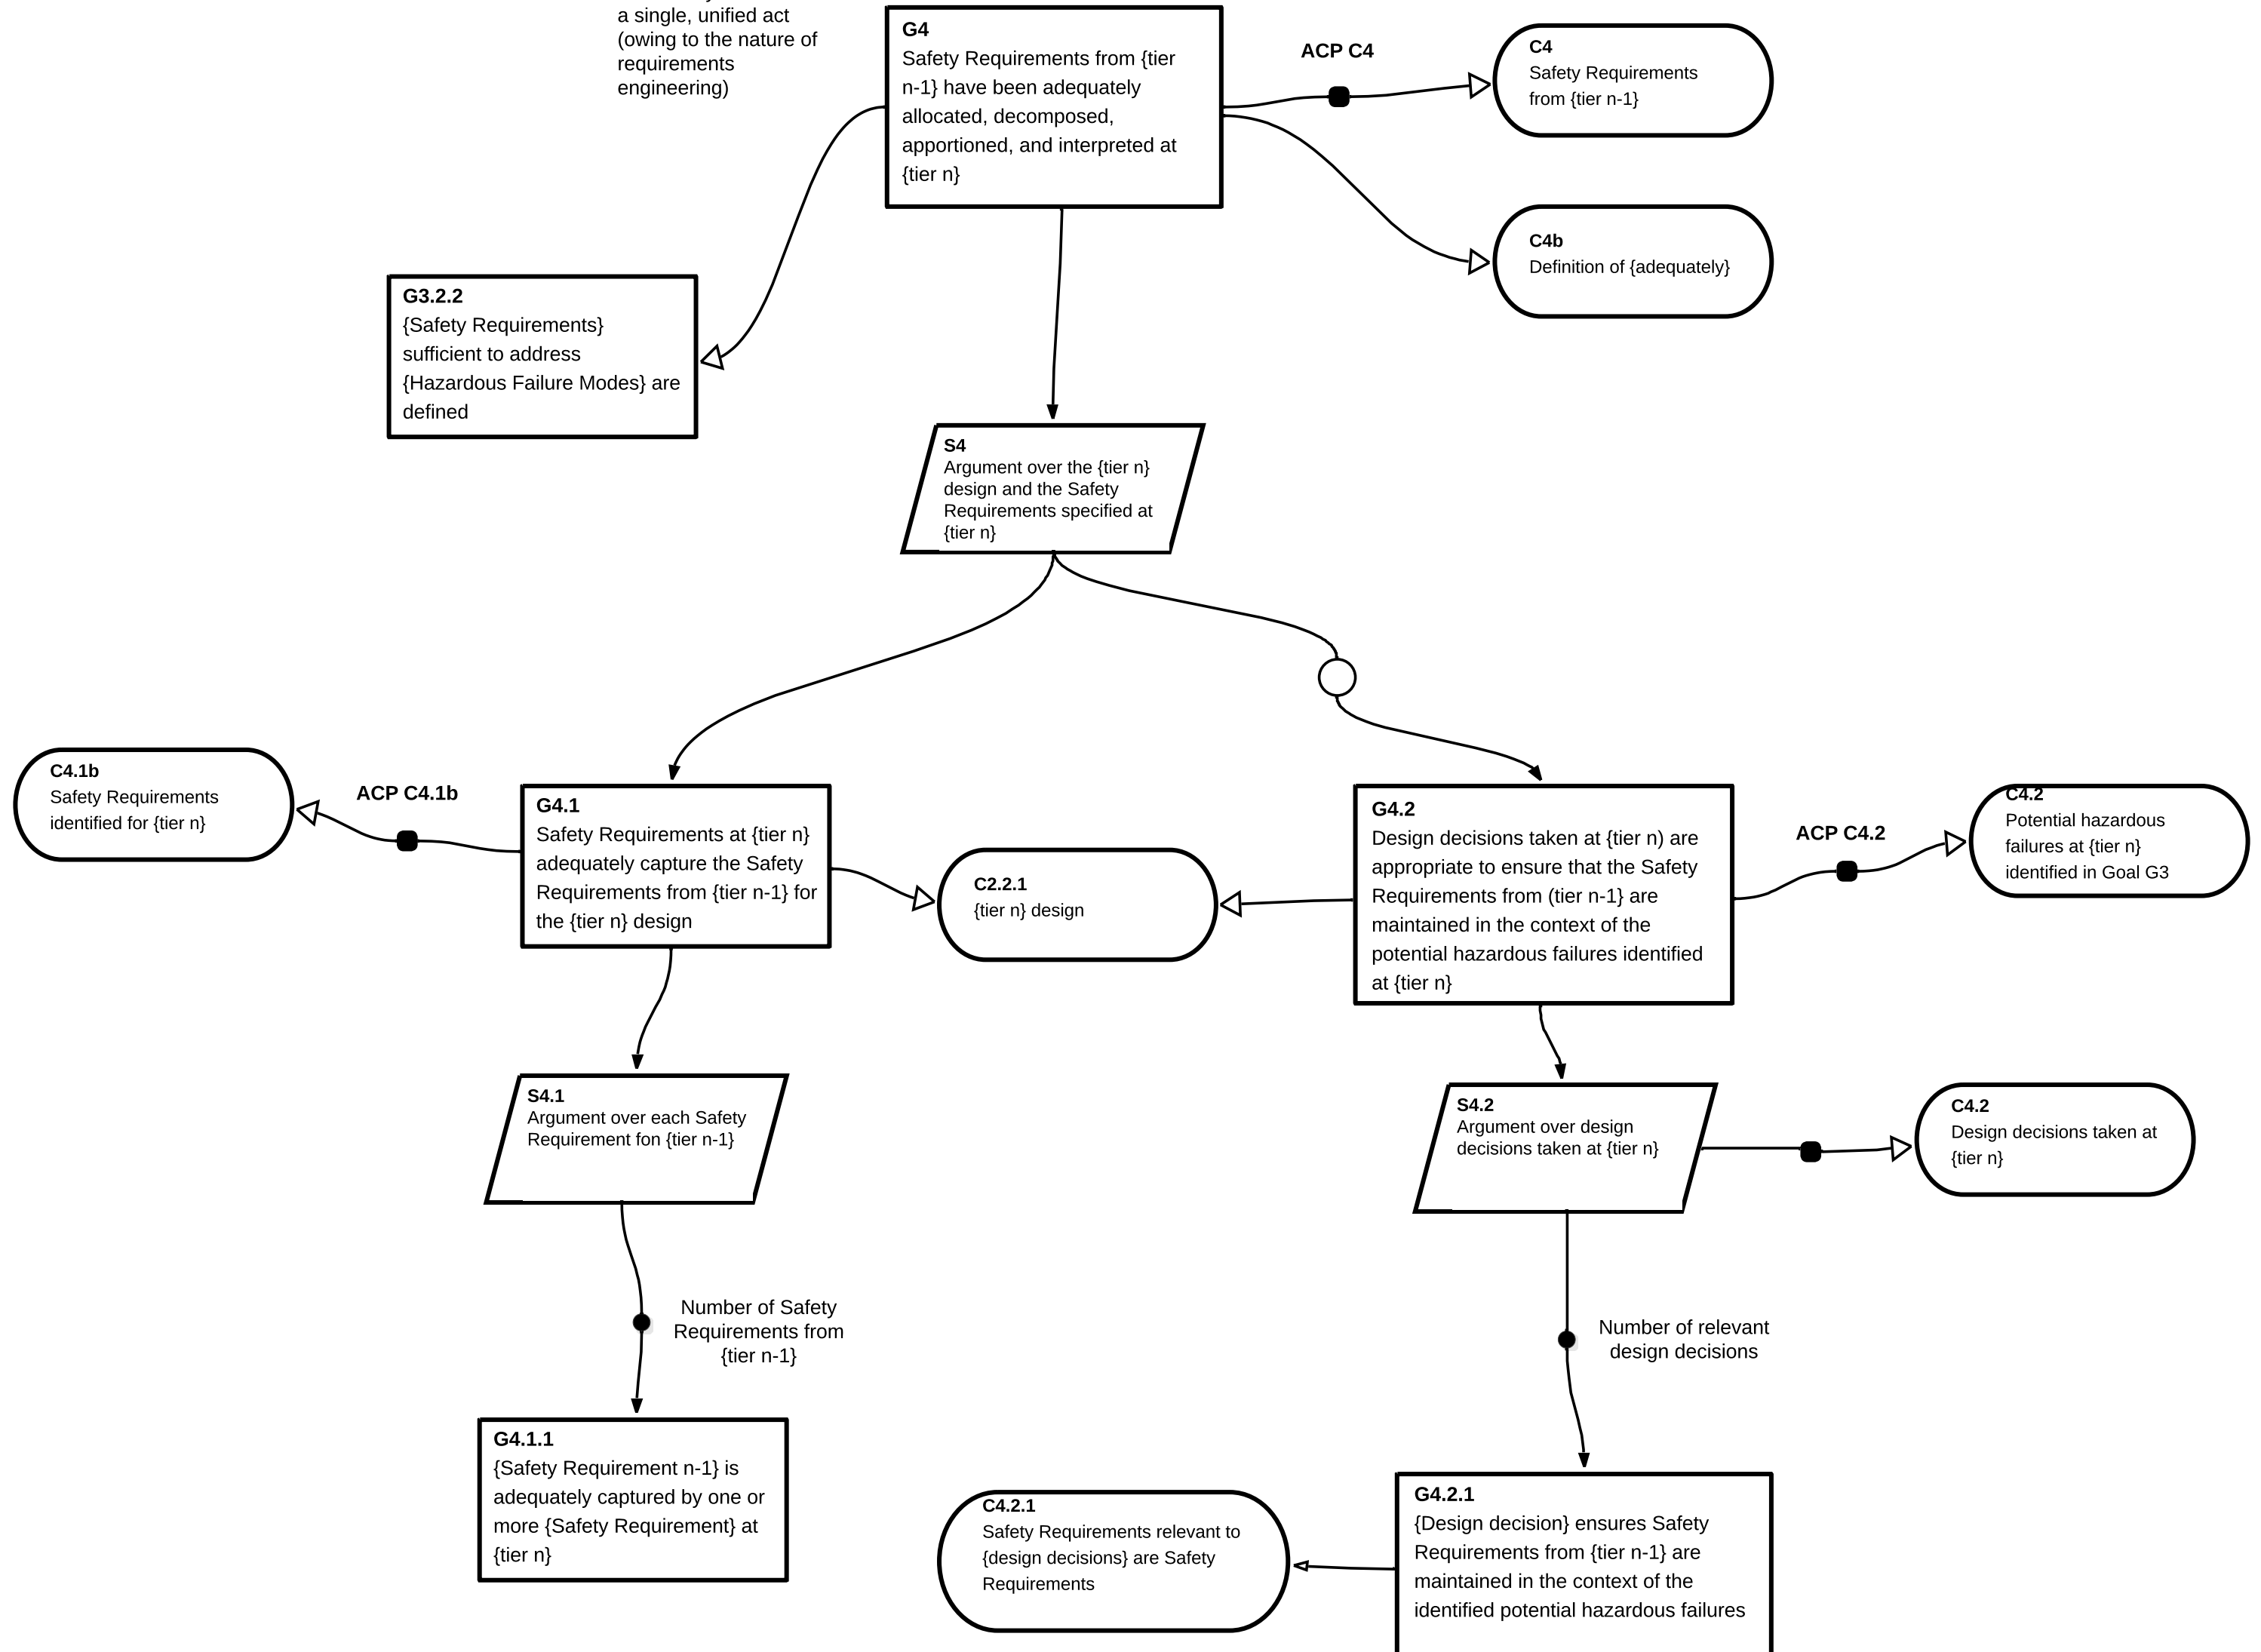 a single, unified act
(owing to the nature of
requirements
engineering)
G4
Safety Requirements from {tier
n-1} have been adequately
allocated, decomposed,
apportioned, and interpreted at
{tier n}
ACP C4
C4
Safety Requirements
from {tier n-1}
C4b
Definition of {adequately}
G3.2.2
{Safety Requirements}
sufficient to address
{Hazardous Failure Modes} are
defined
S4
Argument over the {tier n}
design and the Safety
Requirements specified at
{tier n}
C4.1b
Safety Requirements
identified for {tier n}
ACP C4.1b
G4.1
Safety Requirements at {tier n}
adequately capture the Safety
Requirements from {tier n-1} for
the {tier n} design
C2.2.1
{tier n} design
G4.2
Design decisions taken at {tier n) are
appropriate to ensure that the Safety
Requirements from (tier n-1} are
maintained in the context of the
potential hazardous failures identified
at {tier n}
ACP C4.2
C4.2
Potential hazardous
failures at {tier n}
identified in Goal G3
S4.1
Argument over each Safety
Requirement fon {tier n-1}
S4.2
Argument over design
decisions taken at {tier n}
C4.2
Design decisions taken at
{tier n}
Number of Safety
Requirements from
{tier n-1}
Number of relevant
design decisions
G4.1.1
{Safety Requirement n-1} is
adequately captured by one or
more {Safety Requirement} at
{tier n}
C4.2.1
Safety Requirements relevant to
{design decisions} are Safety
Requirements
G4.2.1
{Design decision} ensures Safety
Requirements from {tier n-1} are
maintained in the context of the
identified potential hazardous failures